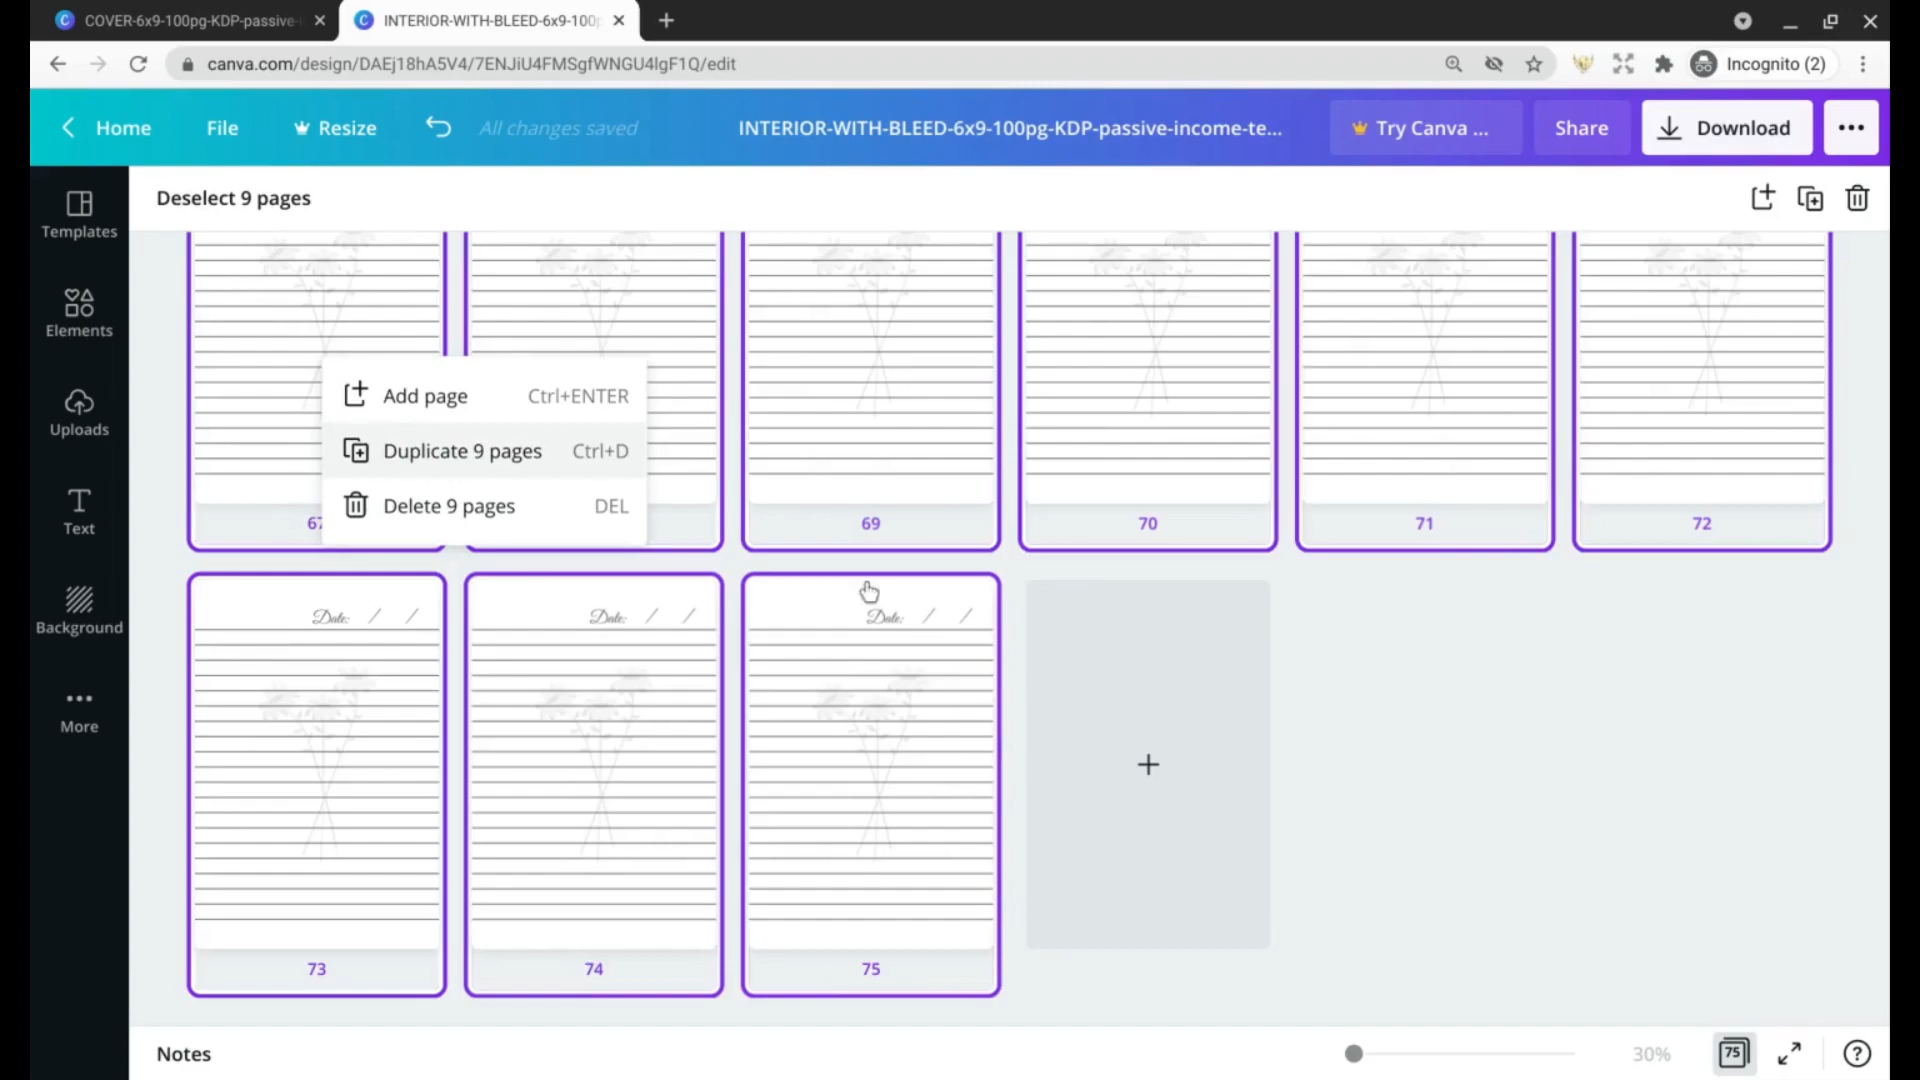 COVER-6x9-100pg-KDP-passive-
INTERIOR-WITH-BLEED-6x9-100p
canva.com/design/DAEj18hA5V4/7ENJiU4FMSgfWNGU4lgF1Q/edit
Incognito (2)
Home
File
Resize
All changes saved
INTERIOR-WITH-BLEED-6x9-100pg-KDP-passive-income-te...
Try Canva ...
Share
Download
Deselect 9 pages
Templates
Elements
Uploads
Text
Background
More
Add page Ctrl+ENTER
Duplicate 9 pages Ctrl+D
Delete 9 pages DEL
67
69
70
71
72
Date: / /
Date: / /
Date: / /
73
74
75
Notes
30%
75